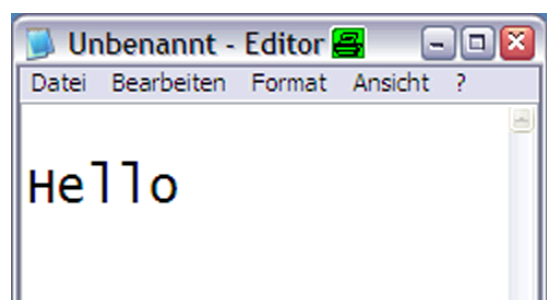 Unbenannt - Editor
Datei Bearbeiten Format Ansicht ?
Hello